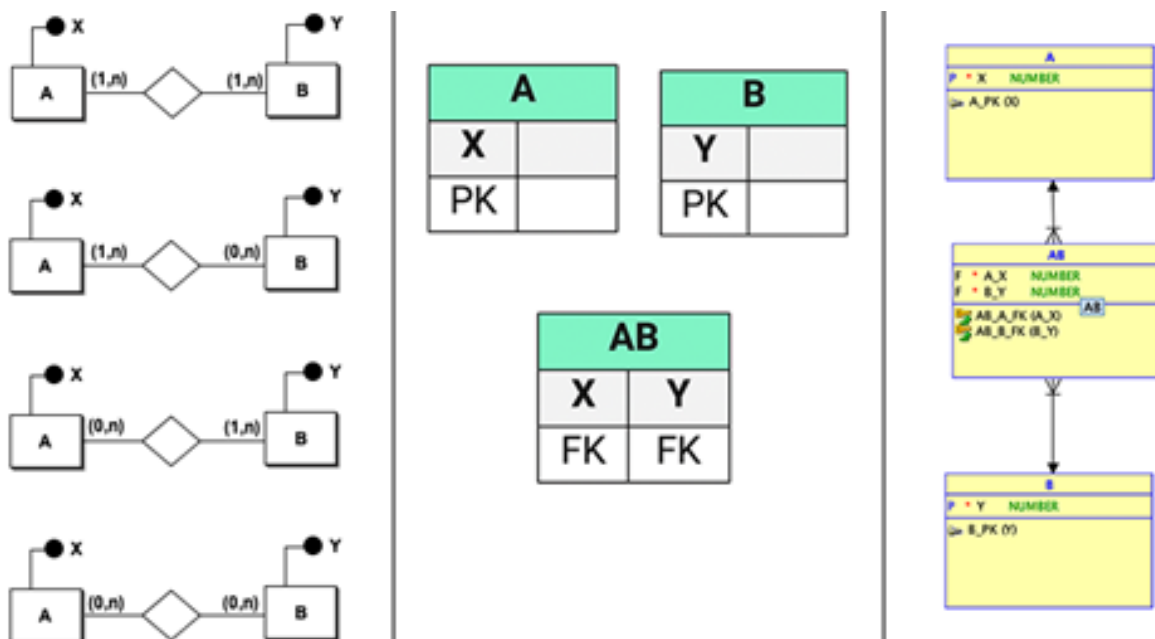 X Y
A (1,n) (1,n) B
X Y
A (1,n) (0,n) B
X Y
A (0,n) (1,n) B
X Y
A (0,n) (0,n) B
A
X
PK
B
Y
PK
AB
X Y
FK FK
A
P * X NUMBER
A_PK (X)
AB
F * A_X NUMBER
F * B_Y NUMBER
AB
AB_A_FK (A_X)
AB_B_FK (B_Y)
B
P * Y NUMBER
B_PK (Y)